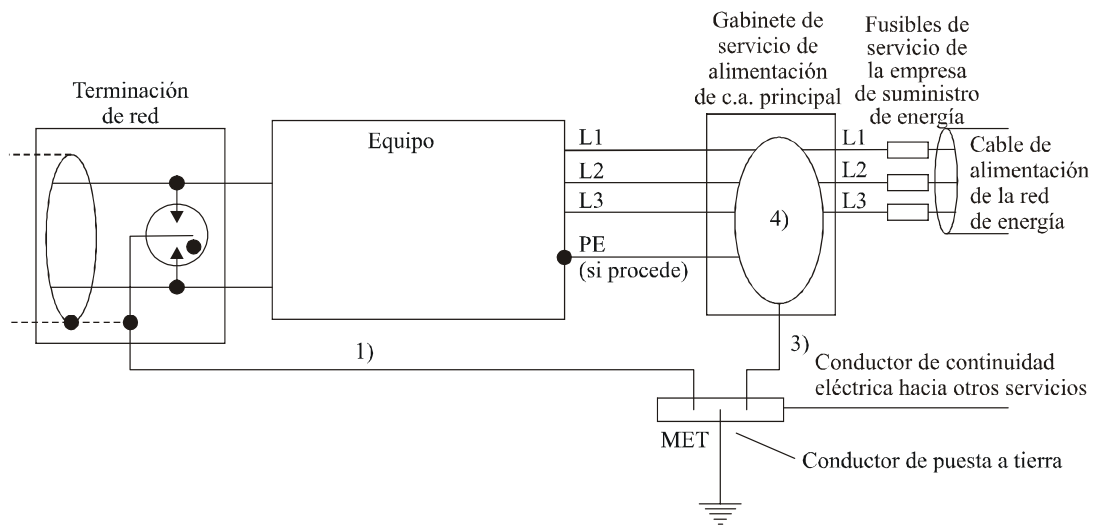 Gabinete de
servicio de
alimentación
de c.a. principal
Fusibles de
servicio de
la empresa
de suministro
de energía
Terminación
de red
Equipo
L1
L2
L3
PE
(si procede)
4)
L1
L2
L3
Cable de
alimentación
de la red
de energía
1)
3)
Conductor de continuidad
eléctrica hacia otros servicios
MET
Conductor de puesta a tierra